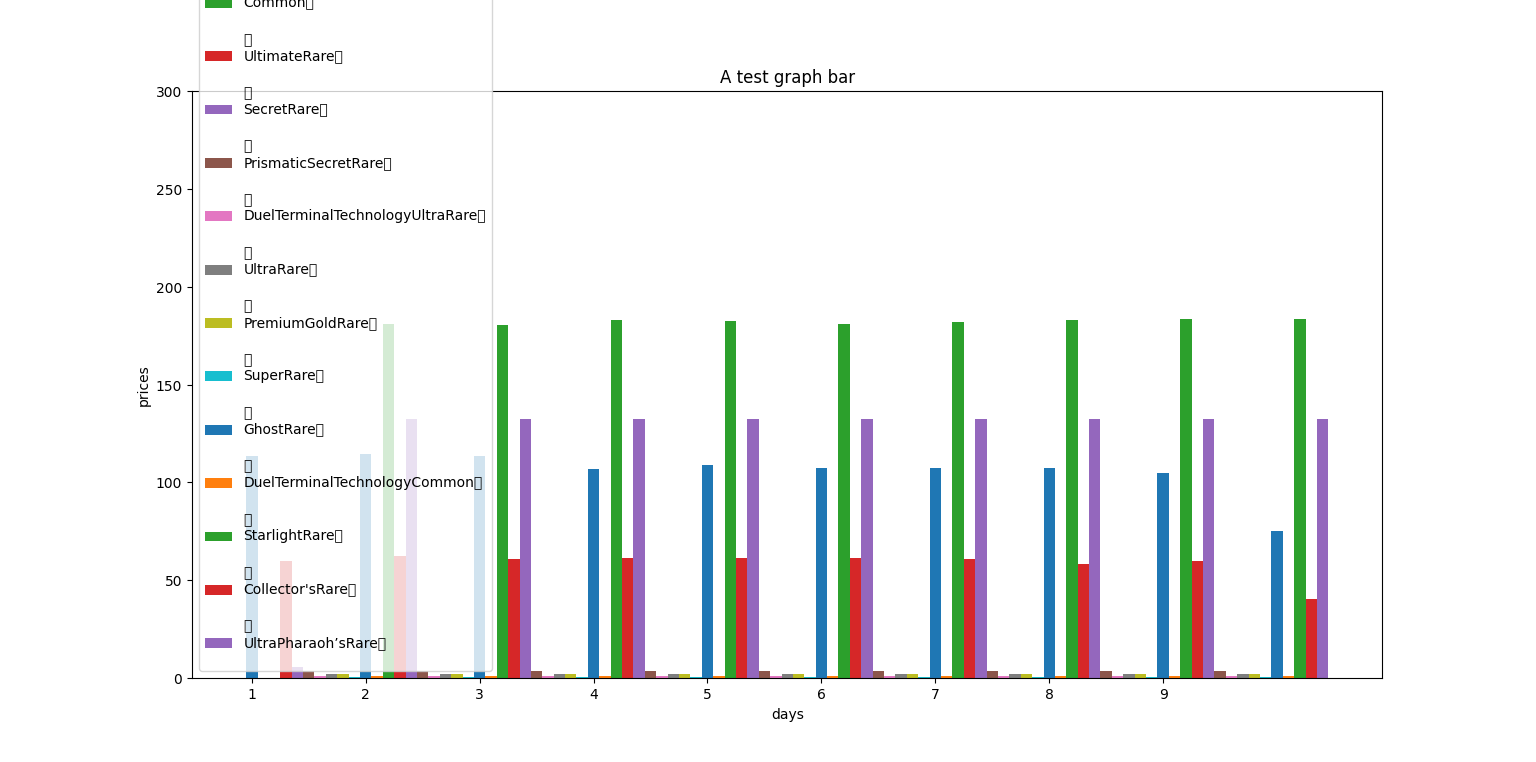 Common
UltimateRare
SecretRare
PrismaticSecretRare
DuelTerminalTechnologyUltraRare
UltraRare
PremiumGoldRare
SuperRare
GhostRare
DuelTerminalTechnologyCommon
StarlightRare
Collector'sRare
UltraPharaoh’sRare
A test graph bar
300
250
200
150
100
50
0
prices
1 2 3 4 5 6 7 8 9
days